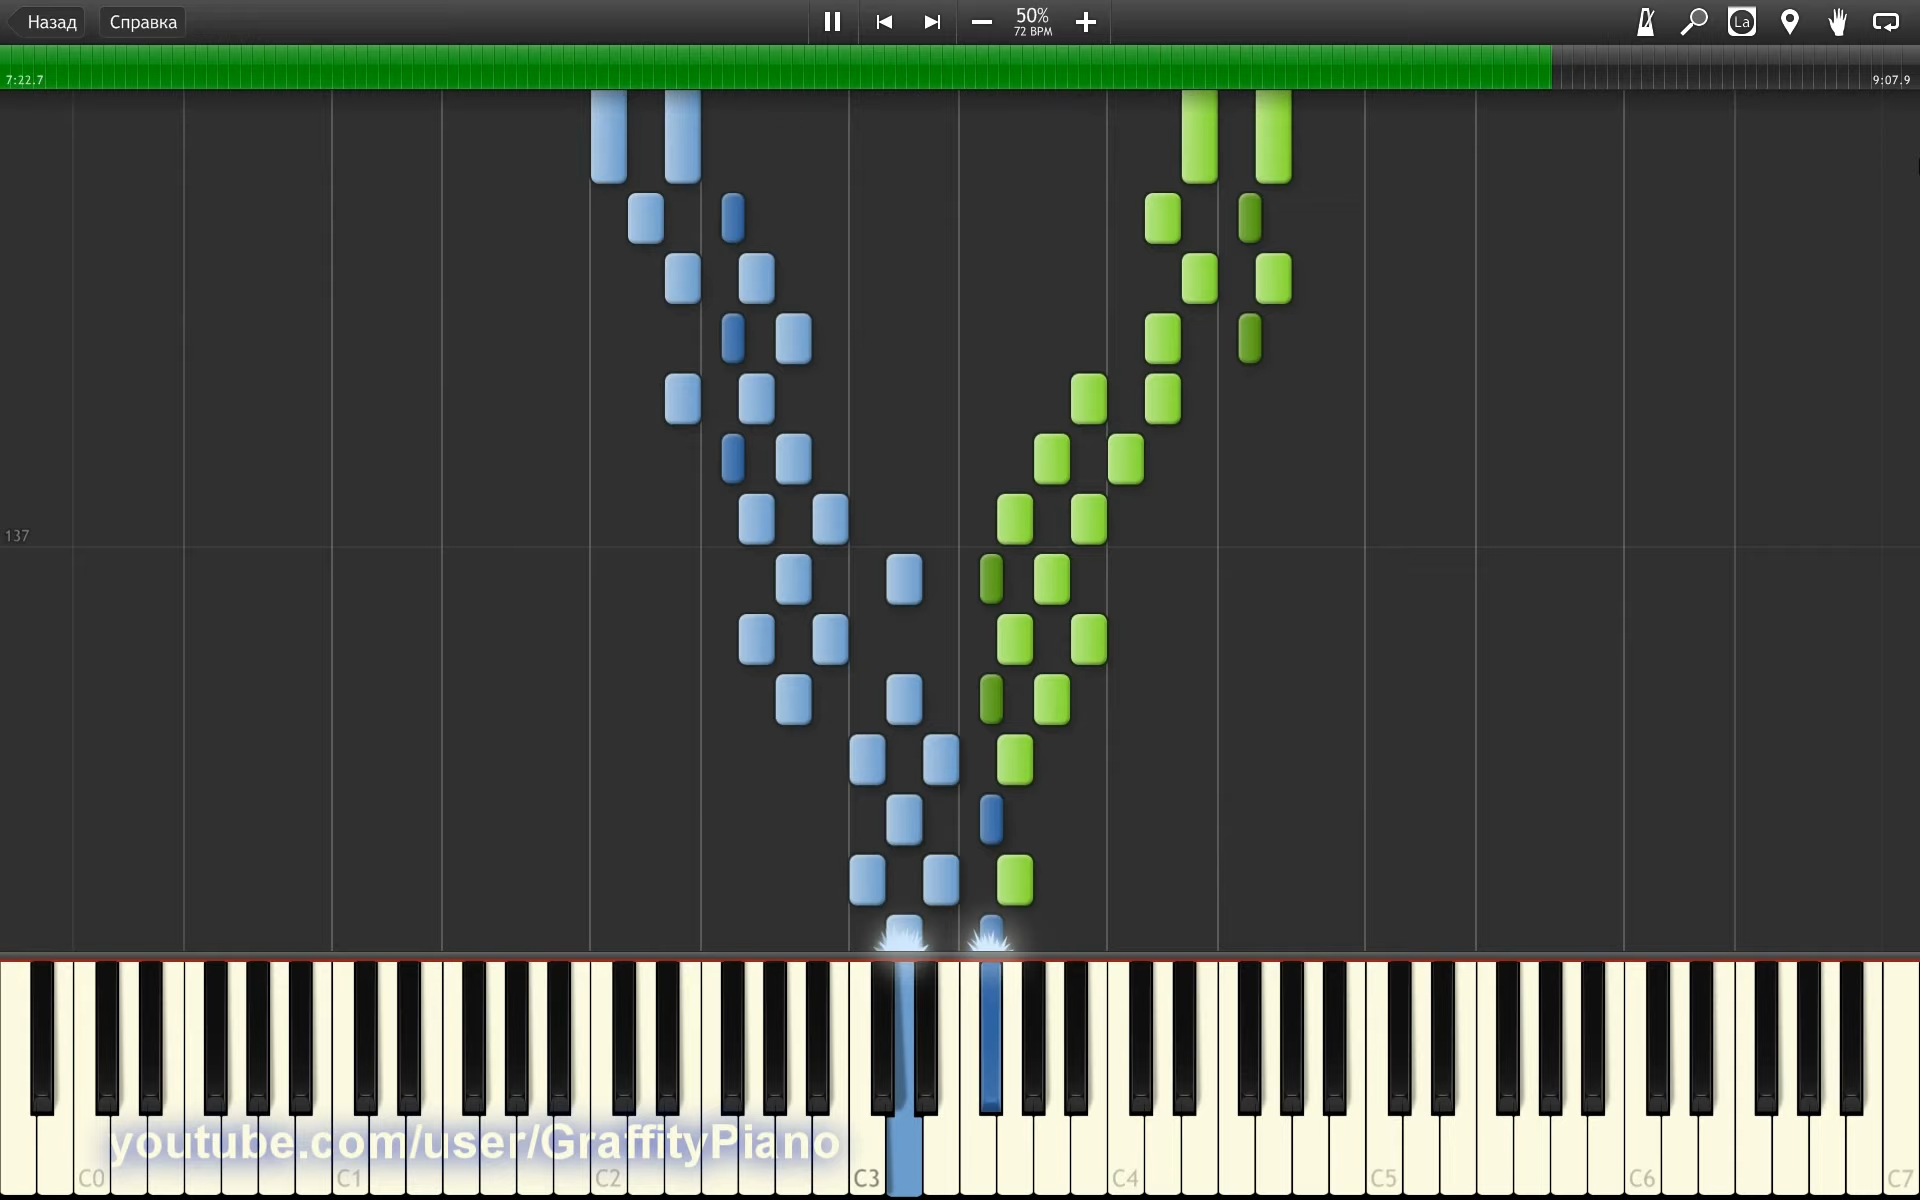 Назад Справка 50% La
72 BPM
7:22.7 9:07.9
137
youtube.com/user/GraffityPiano
C0 C1 C2 C3 C4 C5 C6 C7